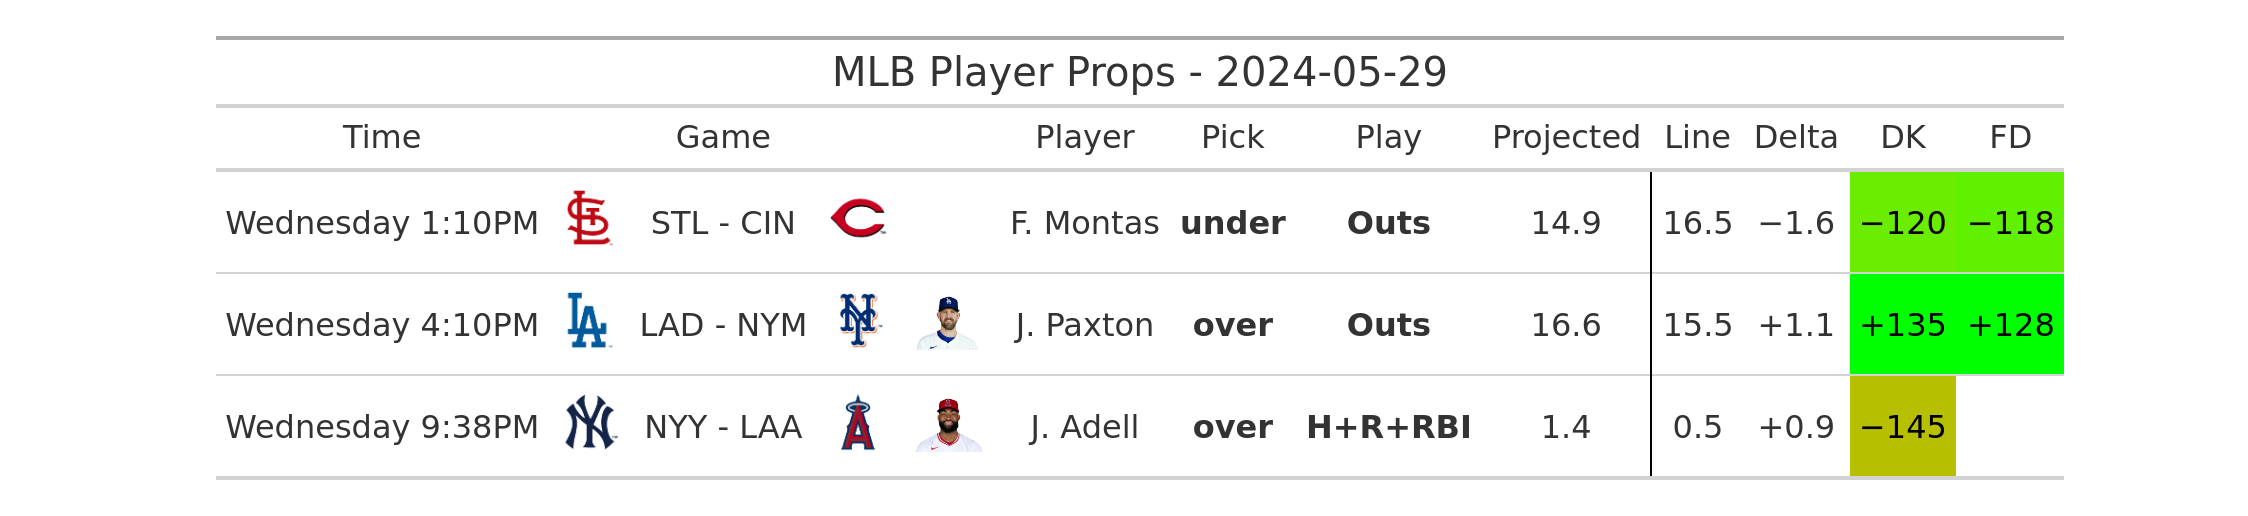 MLB Player Props - 2024-05-29
Time Game Player Pick Play Projected Line Delta DK FD
Wednesday 1:10PM STL - CIN F. Montas under Outs 14.9 16.5 −1.6 −120 −118
Wednesday 4:10PM LAD - NYM J. Paxton over Outs 16.6 15.5 +1.1 +135 +128
Wednesday 9:38PM NYY - LAA J. Adell over H+R+RBI 1.4 0.5 +0.9 −145